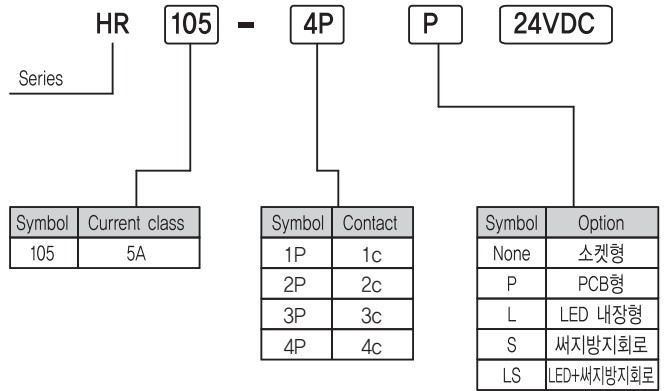 HR 105 - 4P P 24VDC
Series
Symbol Current class
105 5A
Symbol Contact
1P 1c
2P 2c
3P 3c
4P 4c
Symbol Option
None 소켓형
P PCB형
L LED 내장형
S 써지방지회로
LS LED+써지방지회로